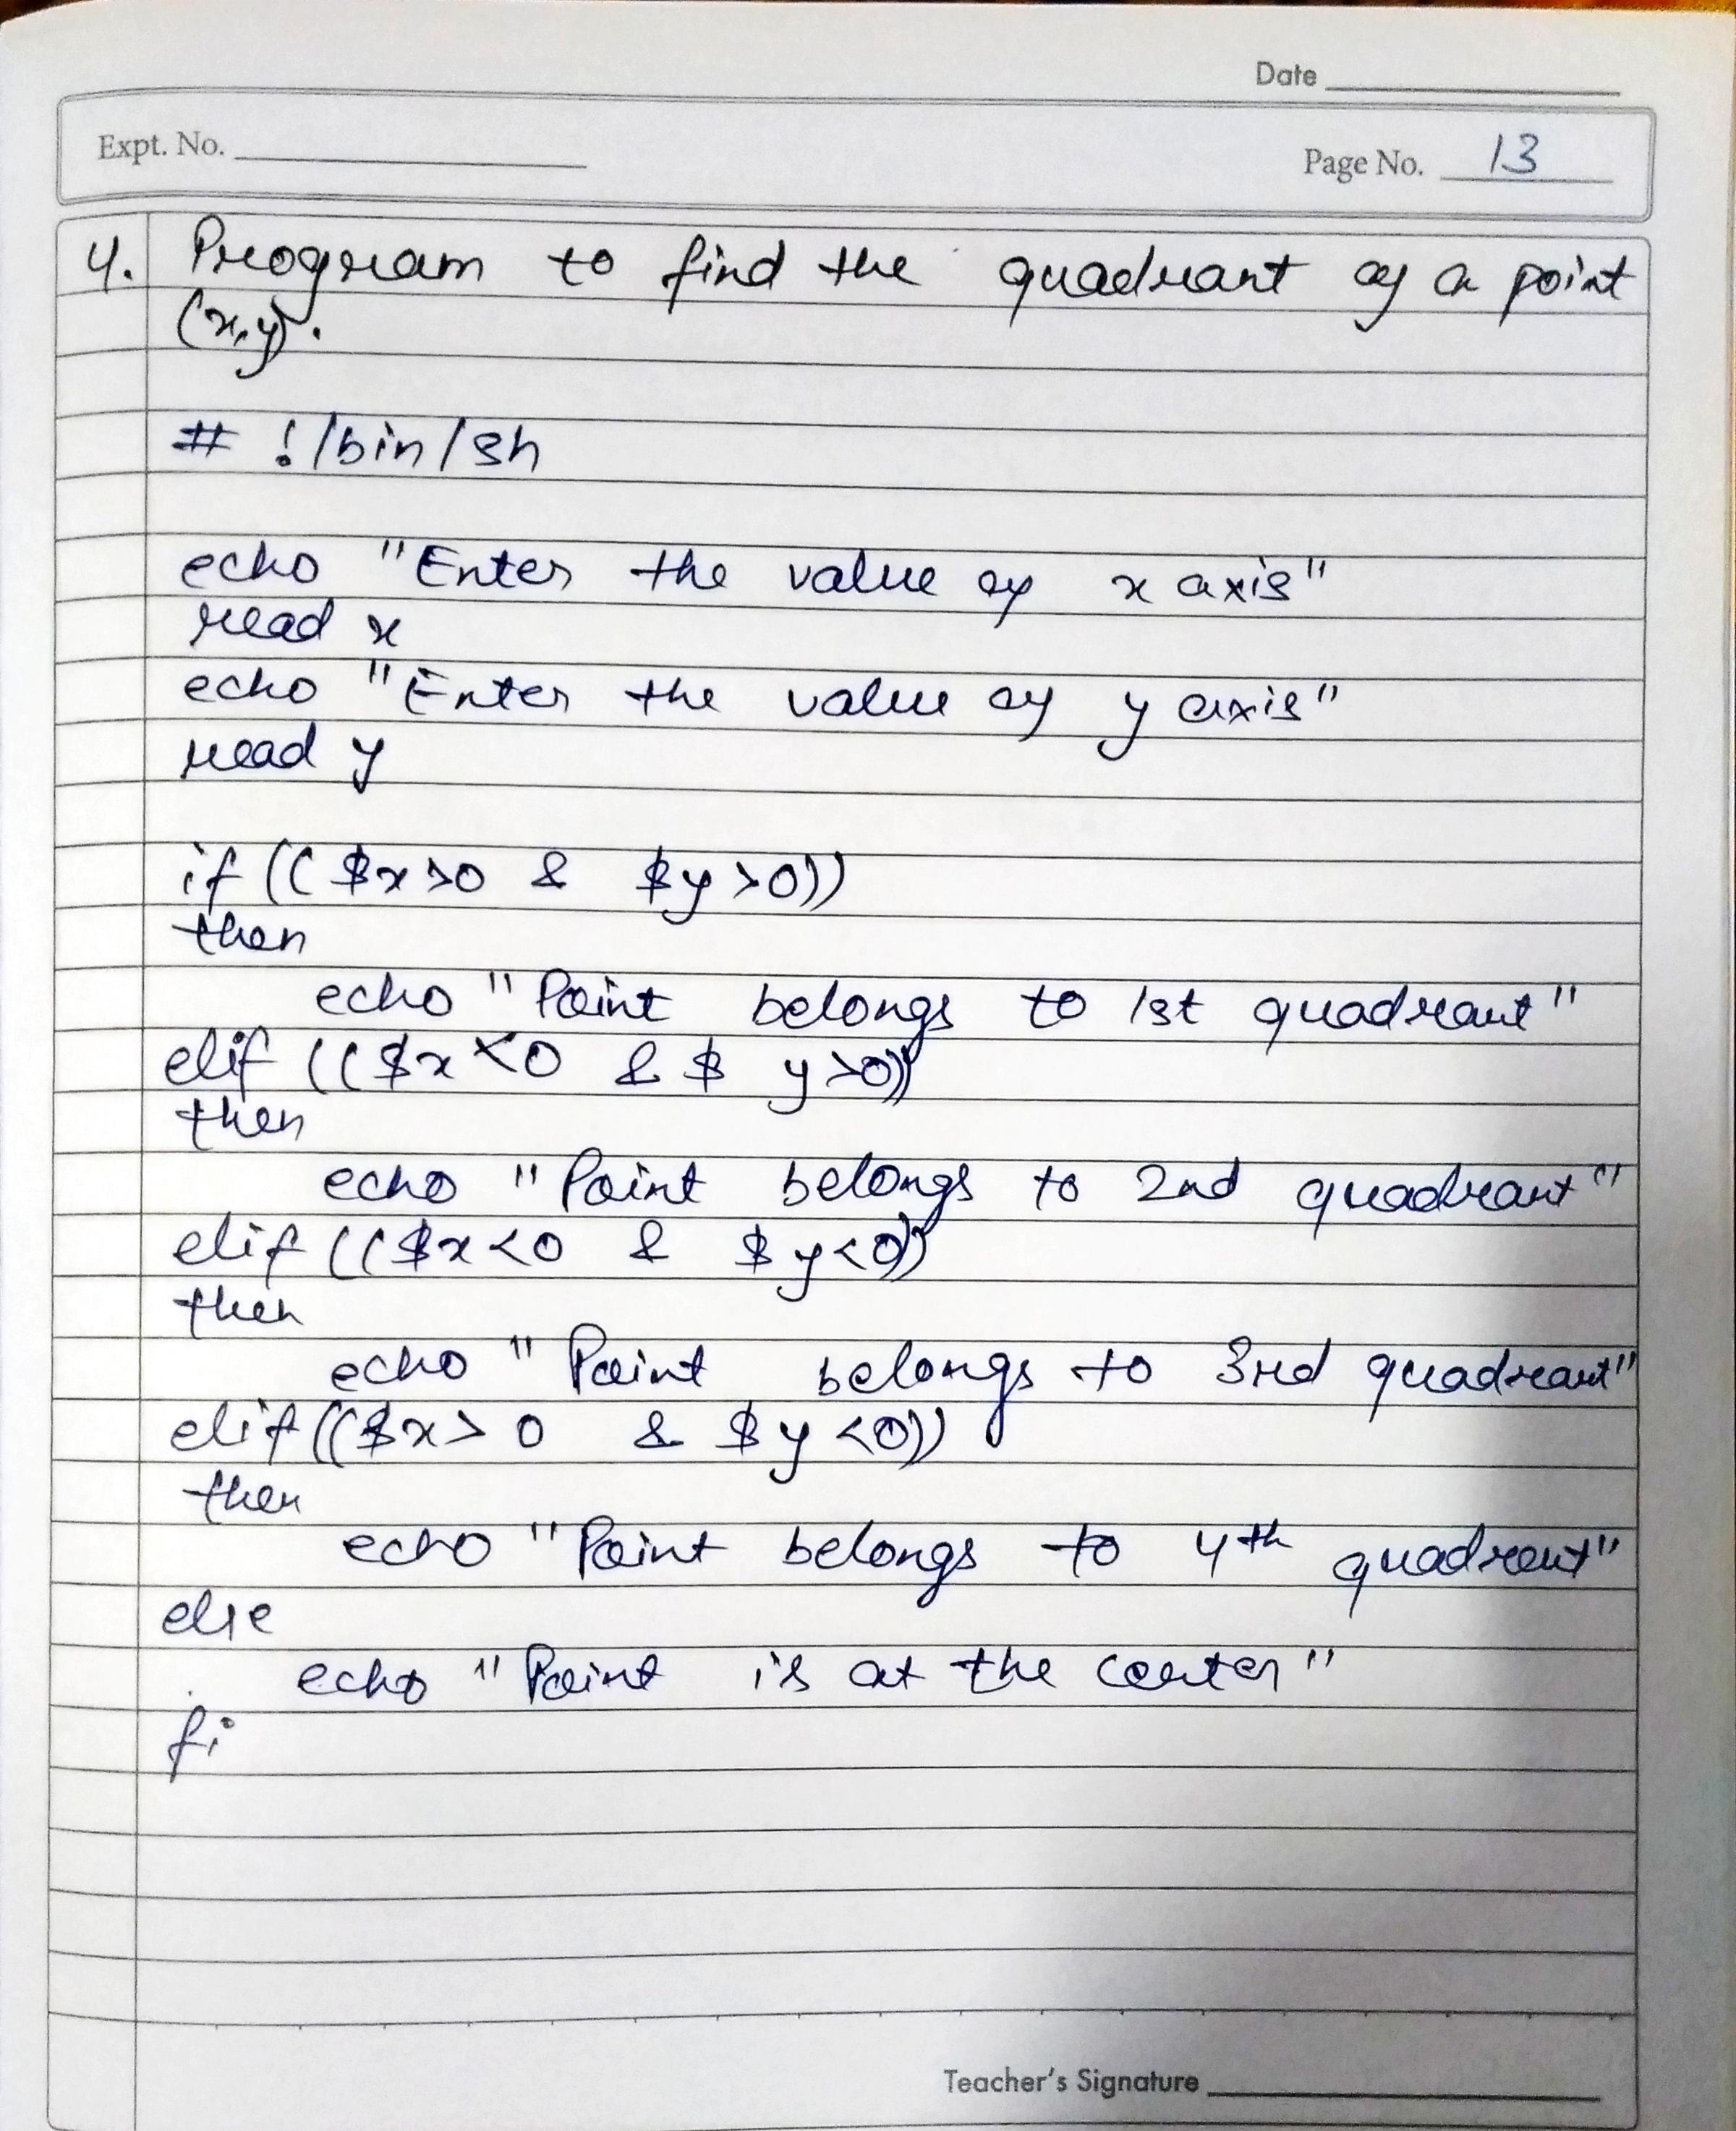 Date
Expt. No.
Page No. 13
4. Program to find the quadrant of a point
(x,y).
# !/bin/sh
echo "Enter the value of x axis"
read x
echo "Enter the value of y axis"
read y
if (( $x>0 & $y>0))
then
echo "Point belongs to 1st quadrant"
elif (($x<0 & $ y>0))
then
echo "Point belongs to 2nd quadrant"
elif (($x<0 & $y<0))
then
echo "Point belongs to 3rd quadrant"
elif (($x>0 & $y<0))
then
echo "Point belongs to 4th quadrant"
else
echo "Point is at the center"
fi
Teacher's Signature